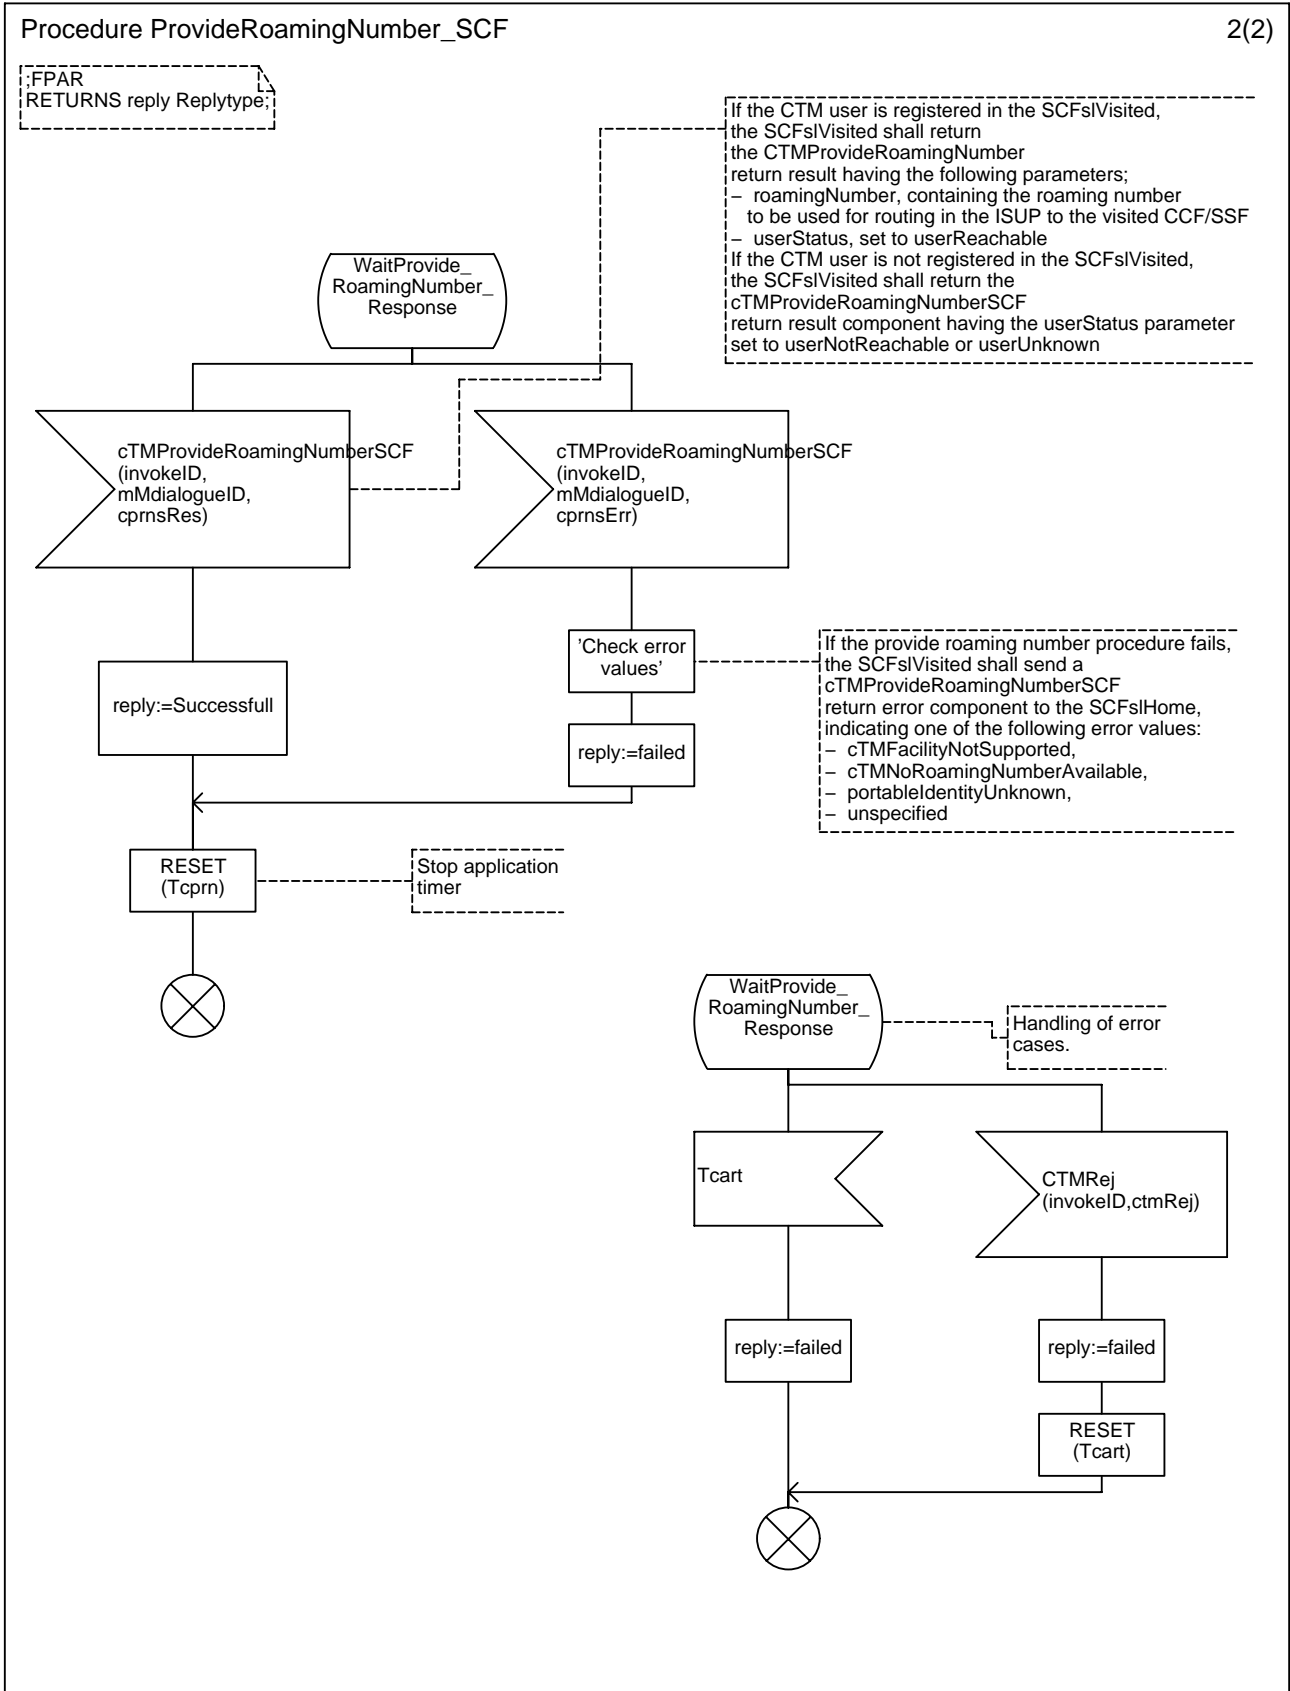 Procedure ProvideRoamingNumber_SCF
2(2)
;FPAR
RETURNS reply Replytype;
If the CTM user is registered in the SCFslVisited,
the SCFslVisited shall return
the CTMProvideRoamingNumber
return result having the following parameters;
– roamingNumber, containing the roaming number
to be used for routing in the ISUP to the visited CCF/SSF
– userStatus, set to userReachable
If the CTM user is not registered in the SCFslVisited,
the SCFslVisited shall return the
cTMProvideRoamingNumberSCF
return result component having the userStatus parameter
set to userNotReachable or userUnknown
WaitProvide_
RoamingNumber_
Response
cTMProvideRoamingNumberSCF
(invokeID,
mMdialogueID,
cprnsRes)
cTMProvideRoamingNumberSCF
(invokeID,
mMdialogueID,
cprnsErr)
'Check error
values'
If the provide roaming number procedure fails,
the SCFslVisited shall send a
cTMProvideRoamingNumberSCF
return error component to the SCFslHome,
indicating one of the following error values:
– cTMFacilityNotSupported,
– cTMNoRoamingNumberAvailable,
– portableIdentityUnknown,
– unspecified
reply:=Successfull
reply:=failed
RESET
(Tcprn)
Stop application
timer
WaitProvide_
RoamingNumber_
Response
Handling of error
cases.
Tcart
CTMRej
(invokeID,ctmRej)
reply:=failed
reply:=failed
RESET
(Tcart)